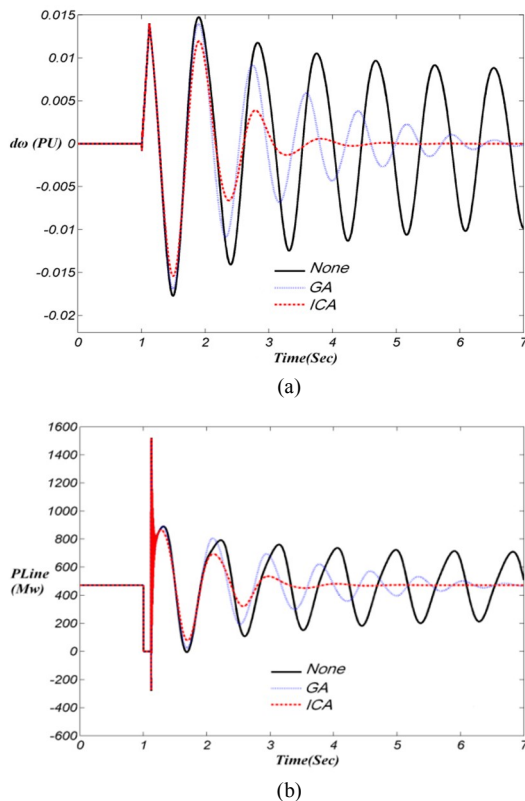 0.015
0.01
0.005
dω (PU) 0
-0.005
-0.01
-0.015
-0.02
None
GA
ICA
0 1 2 3 4 5 6 7
Time(Sec)
(a)
1600
1400
1200
1000
800
PLine 600
(Mw) 400
200
0
-200
-400
-600
None
GA
ICA
0 1 2 3 4 5 6 7
Time(Sec)
(b)